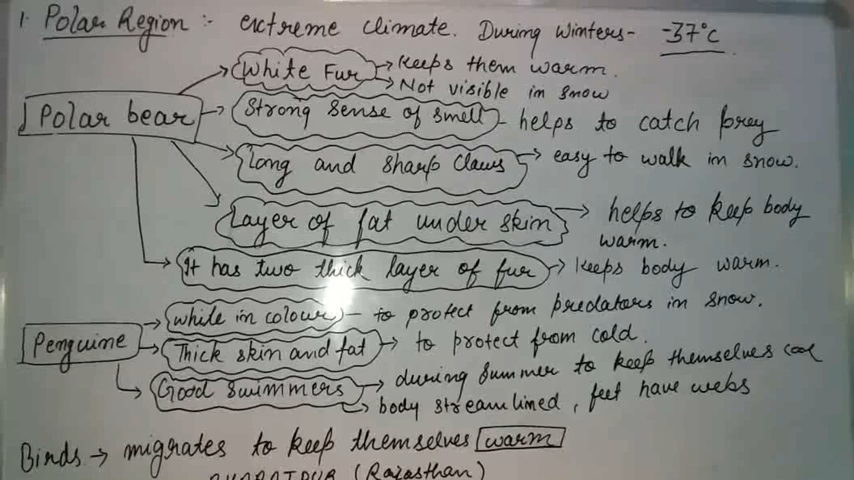 1. Polar Region :- extreme climate. During Winters- -37°C
White Fur → Keeps them warm.
→ Not visible in snow
Polar bear
Strong sense of smell - helps to catch prey
Long and sharp claws → easy to walk in snow.
Layer of fat under skin → helps to keep body
warm.
It has two thick layer of fur → keeps body warm.
while in colour - to protect from predators in snow.
Penguine
Thick skin and fat → to protect from cold.
Good swimmers → during summer to keep themselves cool
→ body streamlined, feet have webs
Birds → migrates to keep themselves warm
(Rajasthan)